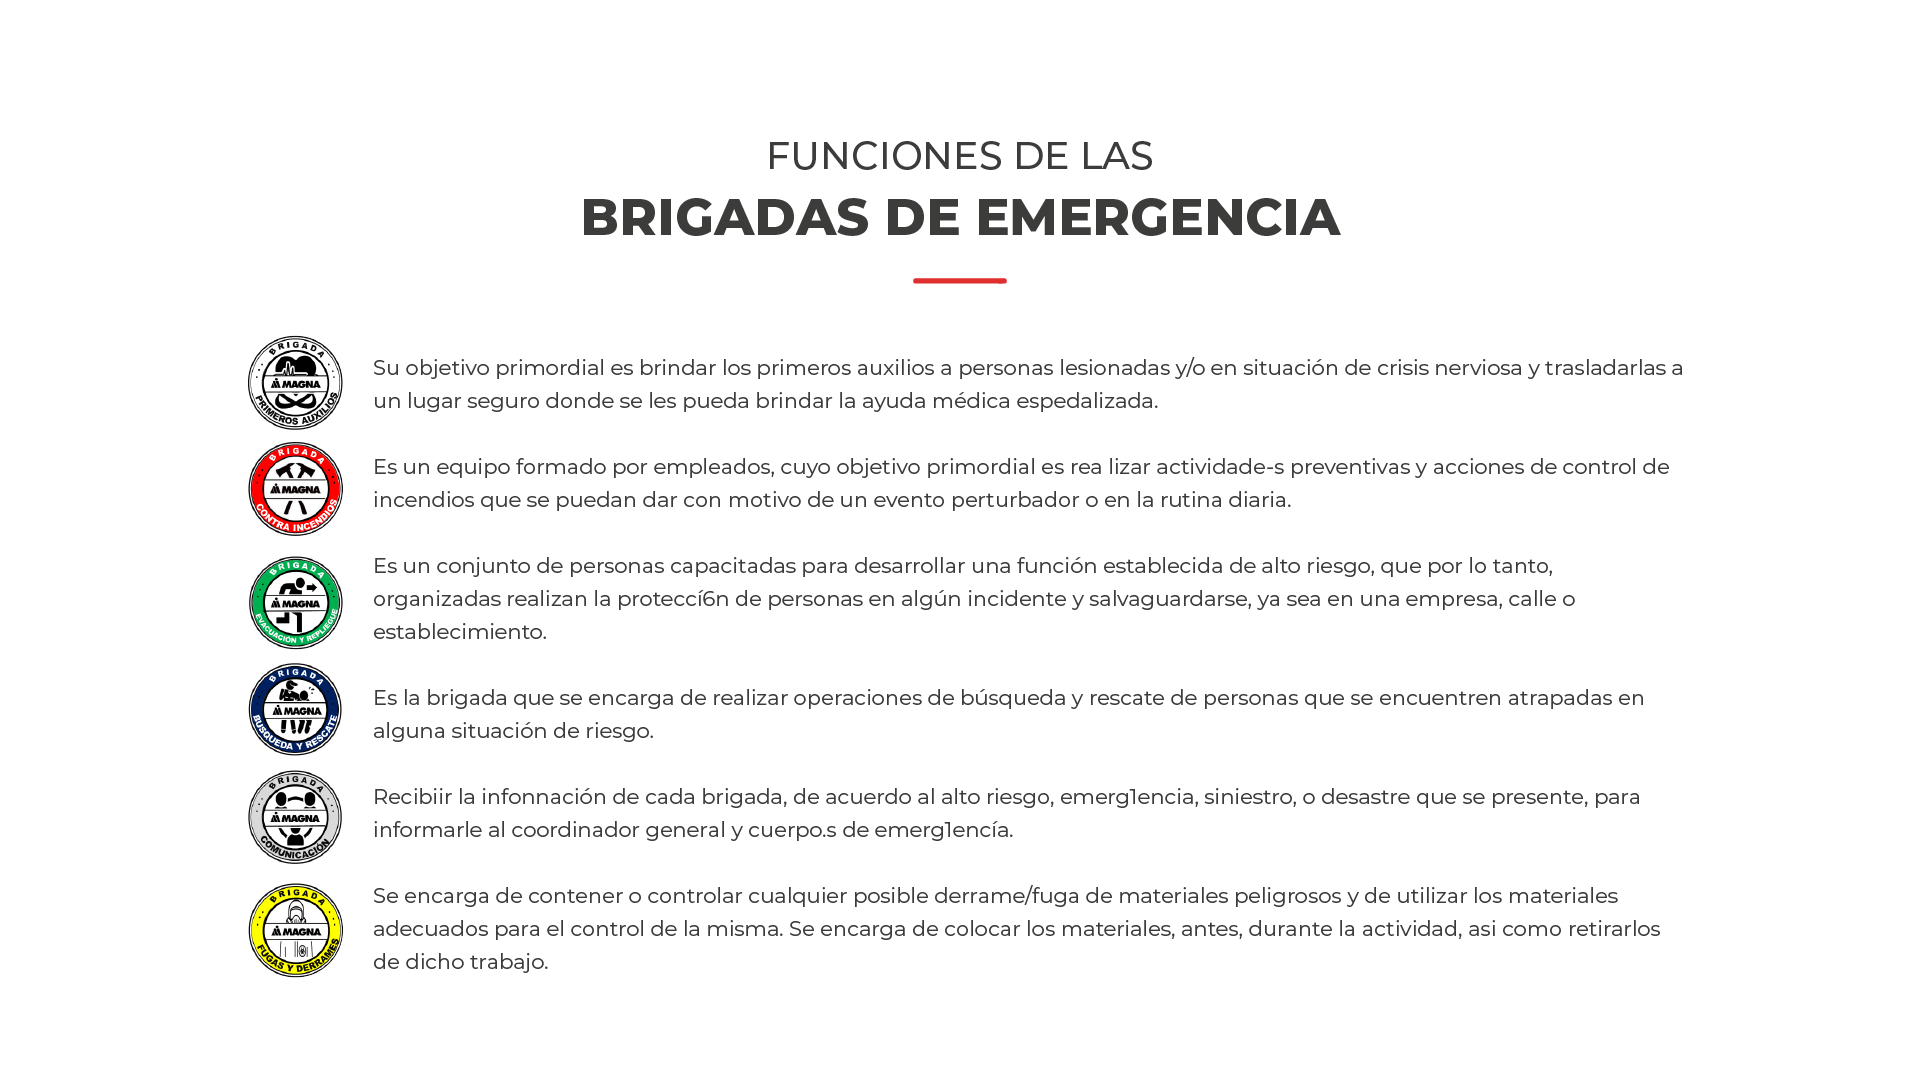 FUNCIONES DE LAS
BRIGADAS DE EMERGENCIA
BRIGADA
MAGNA
PRIMEROS AUXILIOS
Su objetivo primordial es brindar los primeros auxilios a personas lesionadas y/o en situación de crisis nerviosa y trasladarlas a
un lugar seguro donde se les pueda brindar la ayuda médica espedalizada.
BRIGADA
MAGNA
CONTRA INCENDIOS
Es un equipo formado por empleados, cuyo objetivo primordial es rea lizar actividade-s preventivas y acciones de control de
incendios que se puedan dar con motivo de un evento perturbador o en la rutina diaria.
BRIGADA
MAGNA
EVACUACIÓN Y REPLIEGUE
Es un conjunto de personas capacitadas para desarrollar una función establecida de alto riesgo, que por lo tanto,
organizadas realizan la proteccí6n de personas en algún incidente y salvaguardarse, ya sea en una empresa, calle o
establecimiento.
BRIGADA
MAGNA
BUSQUEDA Y RESCATE
Es la brigada que se encarga de realizar operaciones de búsqueda y rescate de personas que se encuentren atrapadas en
alguna situación de riesgo.
BRIGADA
MAGNA
COMUNICACIÓN
Recibiir la infonnación de cada brigada, de acuerdo al alto riesgo, emerg1encia, siniestro, o desastre que se presente, para
informarle al coordinador general y cuerpo.s de emerg1encía.
BRIGADA
MAGNA
FUGAS Y DERRAMES
Se encarga de contener o controlar cualquier posible derrame/fuga de materiales peligrosos y de utilizar los materiales
adecuados para el control de la misma. Se encarga de colocar los materiales, antes, durante la actividad, asi como retirarlos
de dicho trabajo.